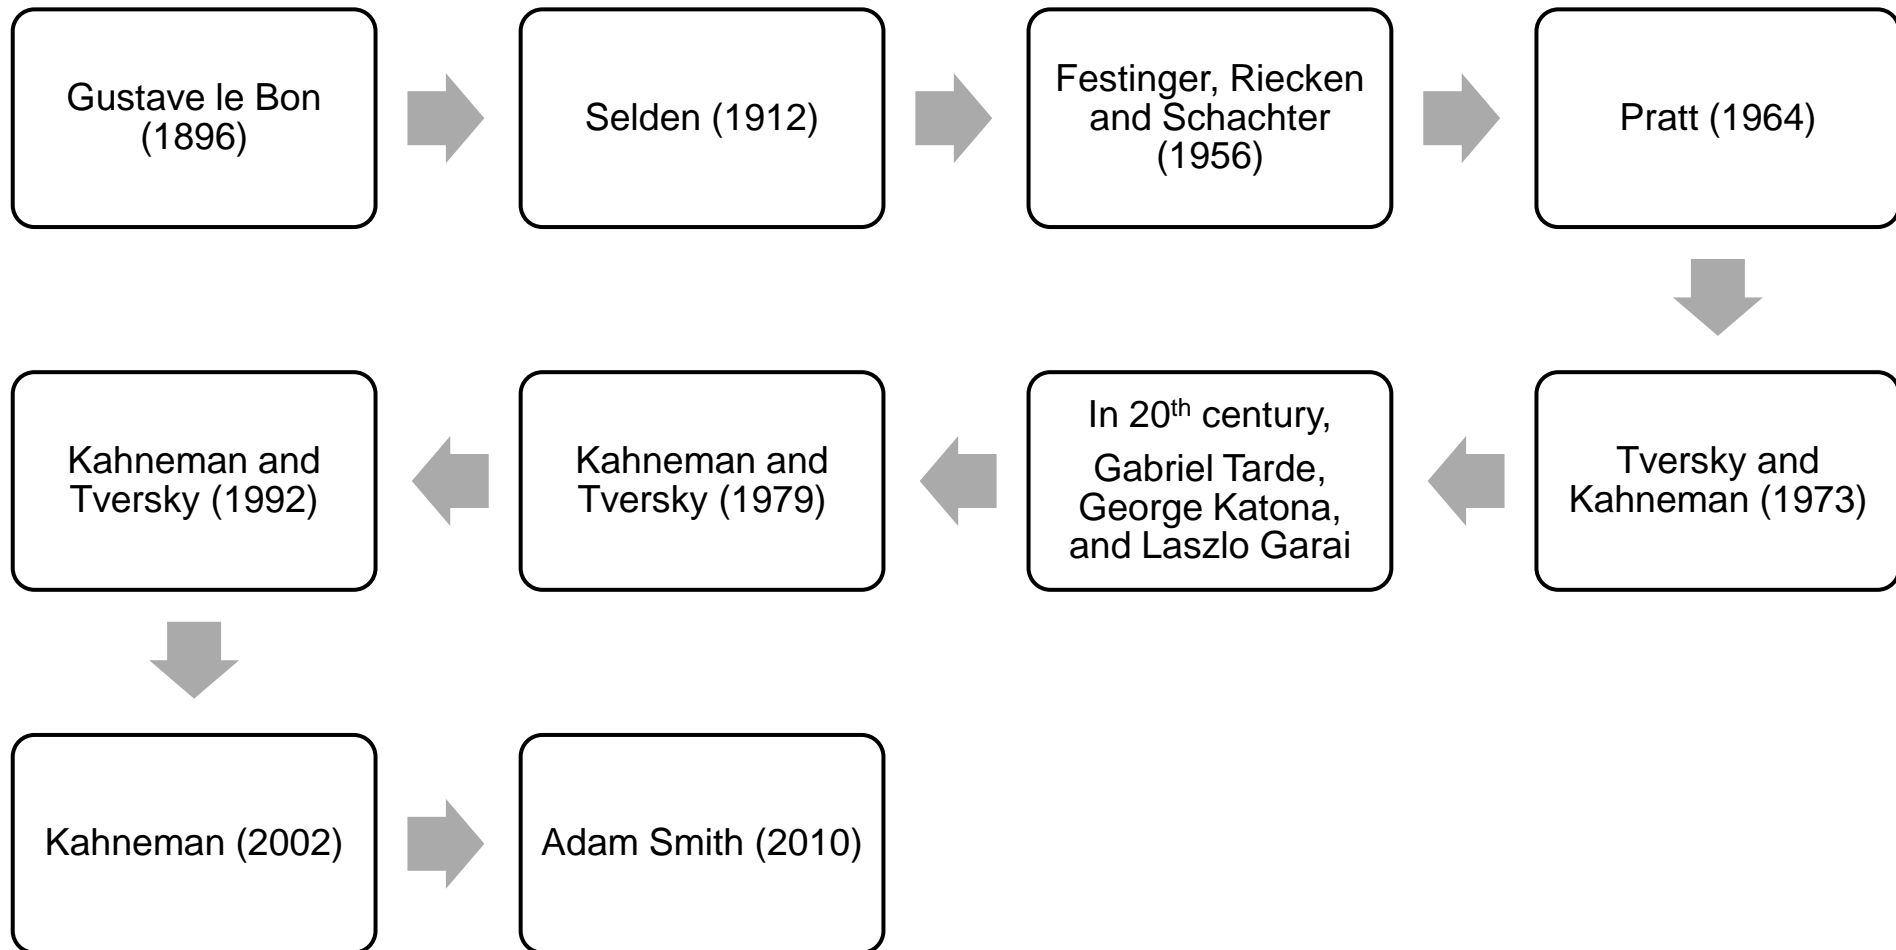 Gustave le Bon
(1896)
Selden (1912)
Festinger, Riecken
and Schachter
(1956)
Pratt (1964)
Tversky and
Kahneman (1973)
In 20th century,
Gabriel Tarde,
George Katona,
and Laszlo Garai
Kahneman and
Tversky (1979)
Kahneman and
Tversky (1992)
Kahneman (2002)
Adam Smith (2010)